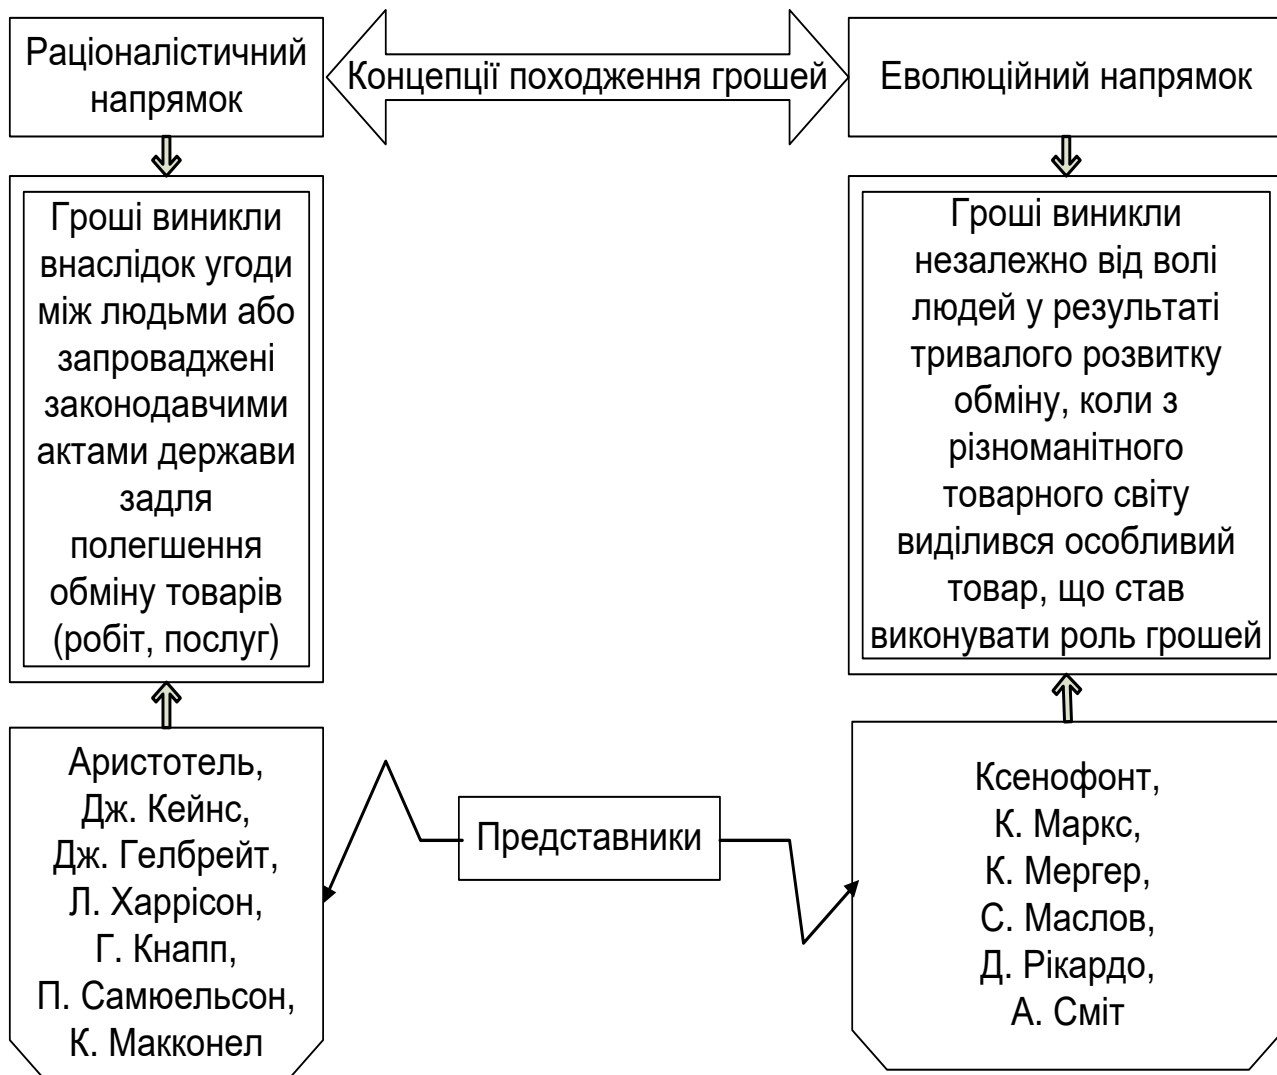 Раціоналістичний
напрямок
Концепції походження грошей
Еволюційний напрямок
Гроші виникли
внаслідок угоди
між людьми або
запроваджені
законодавчими
актами держави
задля
полегшення
обміну товарів
(робіт, послуг)
Гроші виникли
незалежно від волі
людей у результаті
тривалого розвитку
обміну, коли з
різноманітного
товарного світу
виділився особливий
товар, що став
виконувати роль грошей
Аристотель,
Дж. Кейнс,
Дж. Гелбрейт,
Л. Харрісон,
Г. Кнапп,
П. Самюельсон,
К. Макконел
Представники
Ксенофонт,
К. Маркс,
К. Мергер,
С. Маслов,
Д. Рікардо,
А. Сміт